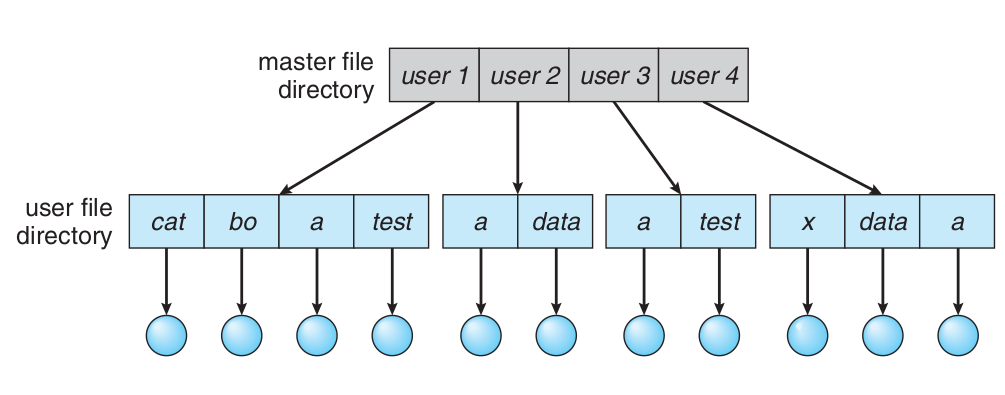 master file
directory
user 1 user 2 user 3 user 4
user file
directory
cat bo a test a data a test x data a